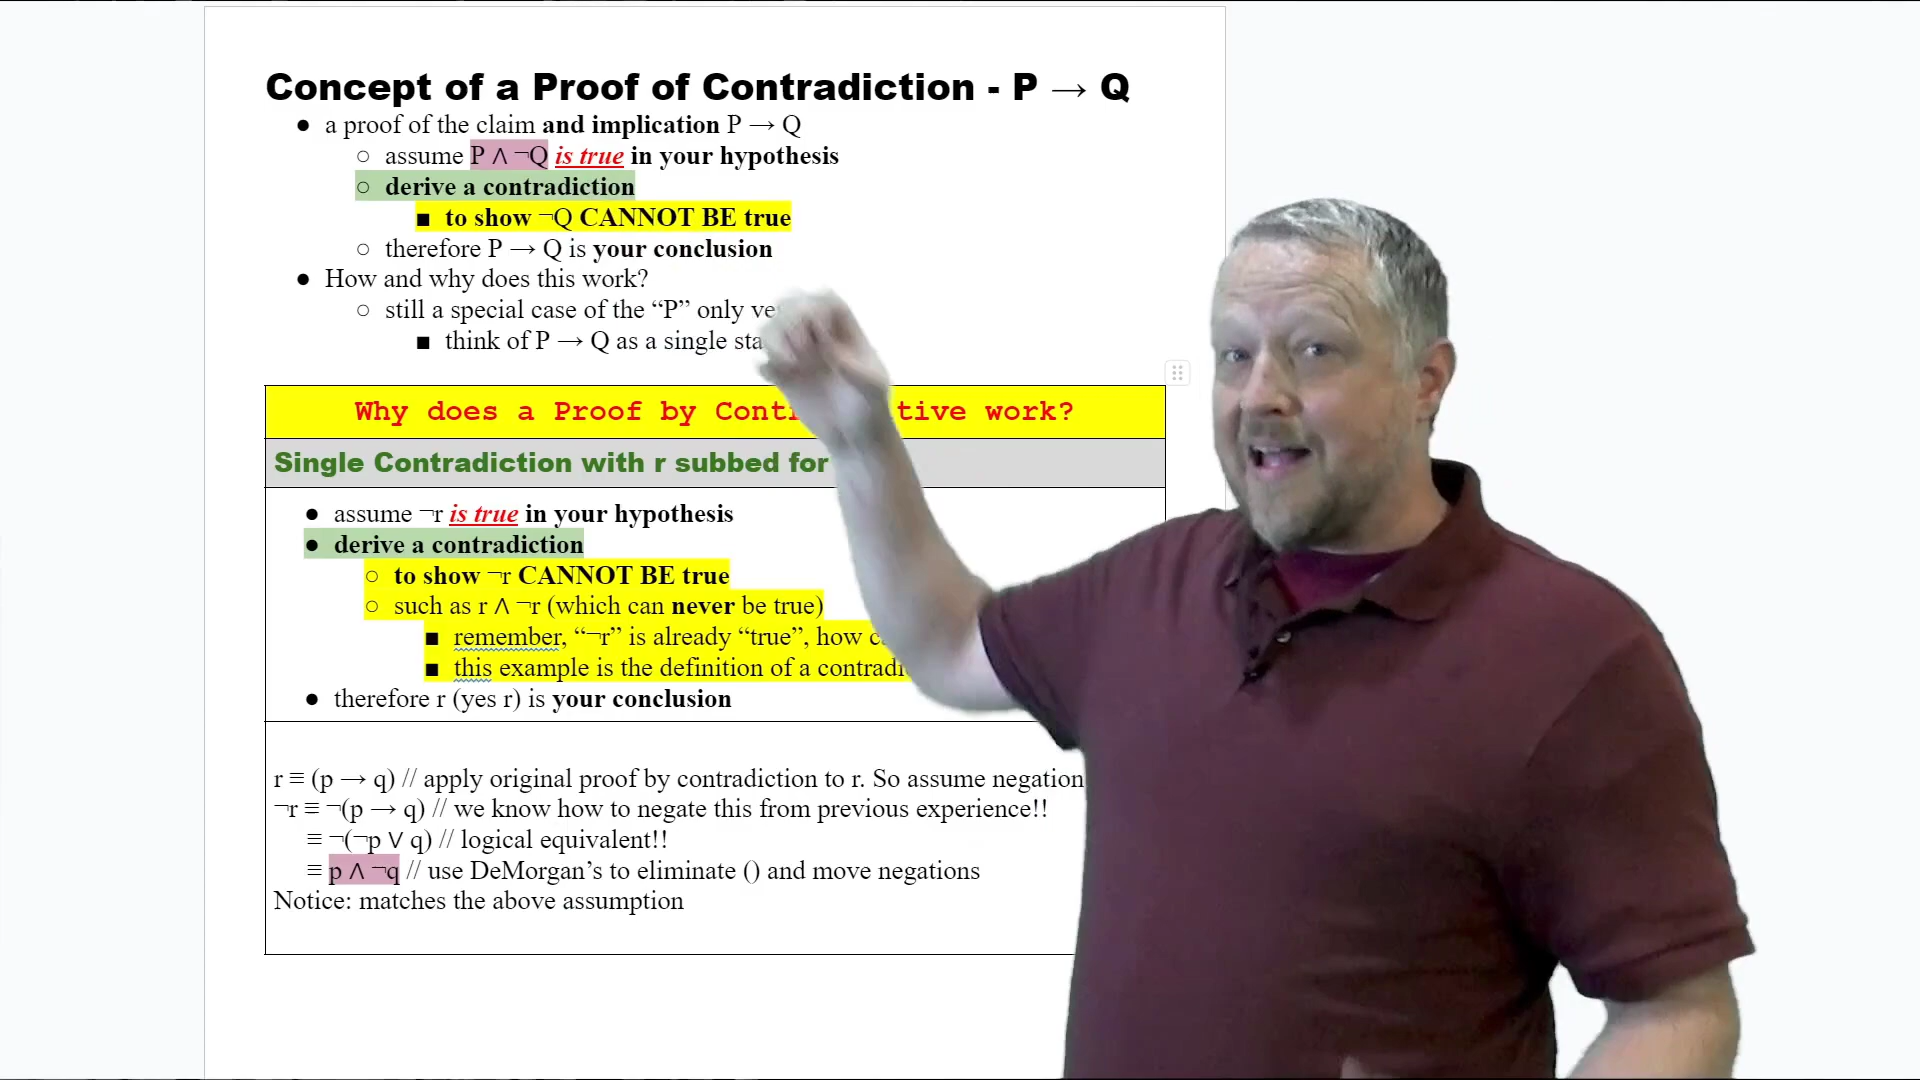 Concept of a Proof of Contradiction - P → Q
● a proof of the claim and implication P → Q
○ assume P ∧ ¬Q is true in your hypothesis
○ derive a contradiction
■ to show ¬Q CANNOT BE true
○ therefore P → Q is your conclusion
● How and why does this work?
○ still a special case of the “P” only
■ think of P → Q as a single
Why does a Proof by work?
Single Contradiction with r subbed for
● assume ¬r is true in your hypothesis
● derive a contradiction
○ to show ¬r CANNOT BE true
○ such as r ∧ ¬r (which can never be true)
■ remember, “¬r” is already “true”, how
■ this example is the definition of a
● therefore r (yes r) is your conclusion
r ≡ (p → q) // apply original proof by contradiction to r. So assume negation
¬r ≡ ¬(p → q) // we know how to negate this from previous experience!!
≡ ¬(¬p ∨ q) // logical equivalent!!
≡ p ∧ ¬q // use DeMorgan’s to eliminate () and move negations
Notice: matches the above assumption